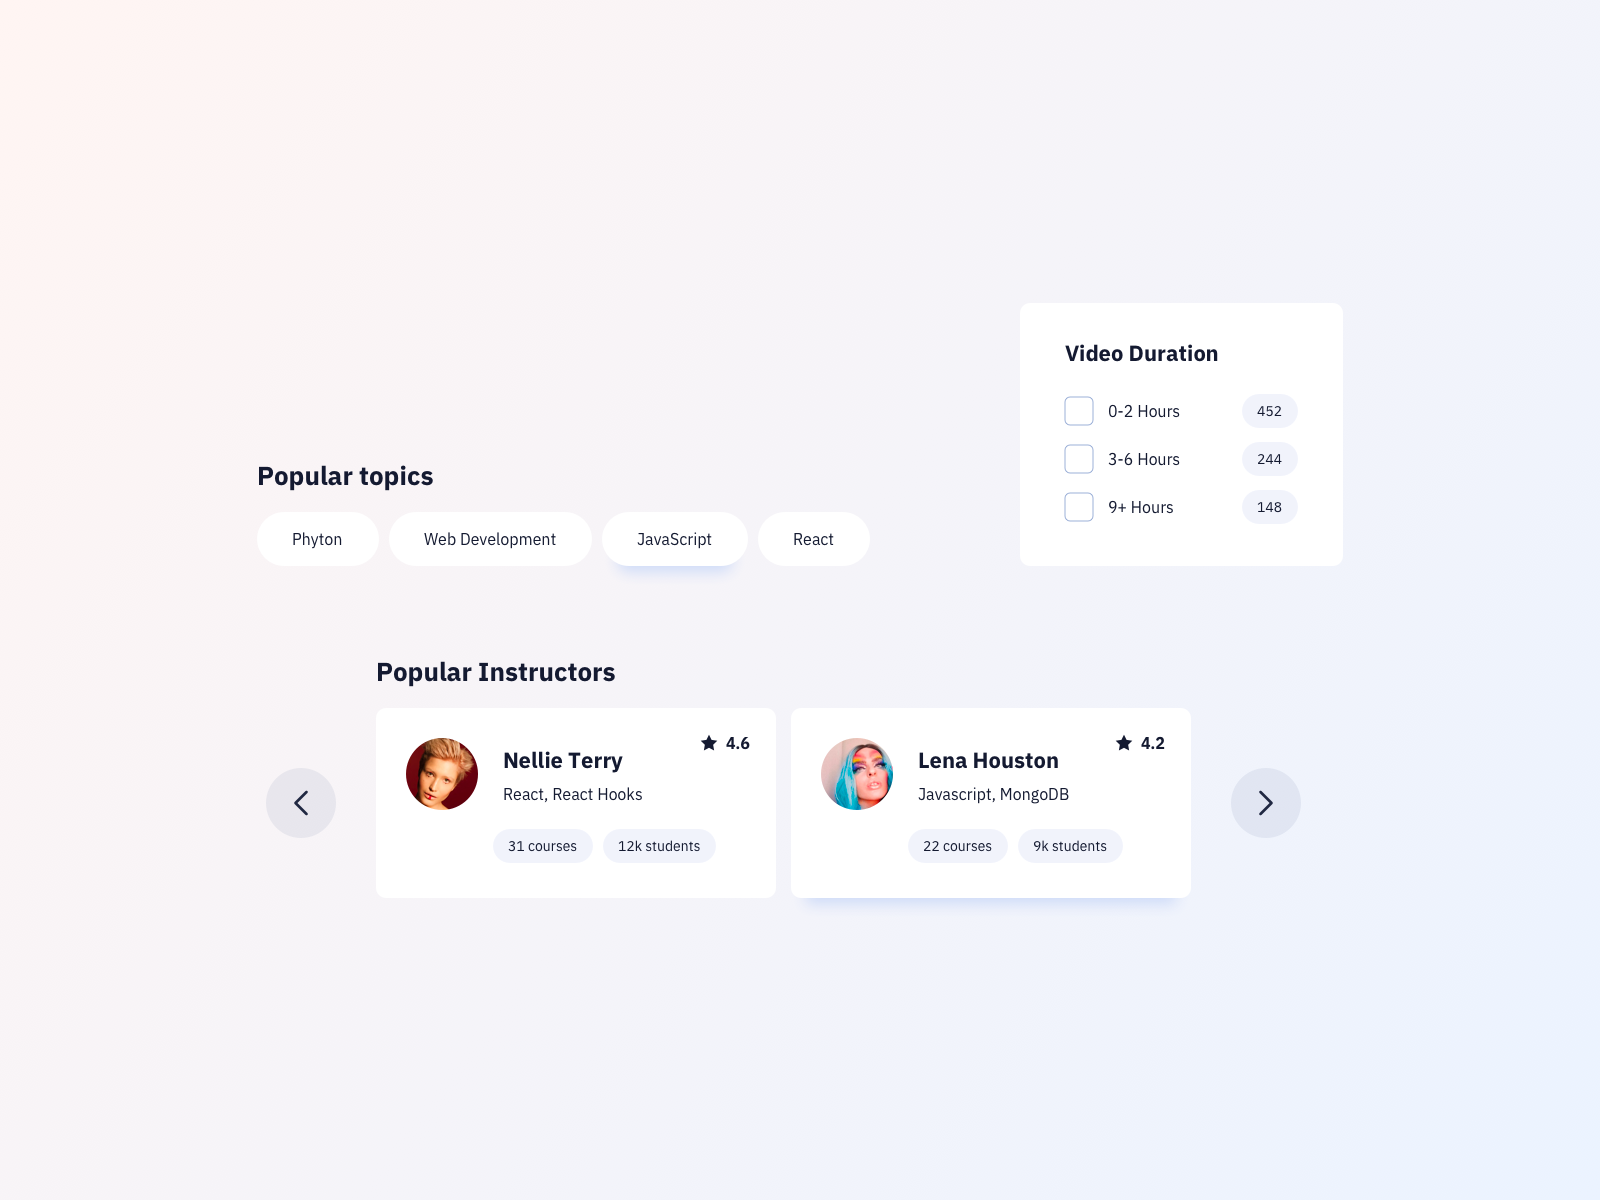 Video Duration
0-2 Hours 452
3-6 Hours 244
9+ Hours 148
Popular topics
Phyton Web Development JavaScript React
Popular Instructors
4.6
Nellie Terry
React, React Hooks
31 courses 12k students
4.2
Lena Houston
Javascript, MongoDB
22 courses 9k students